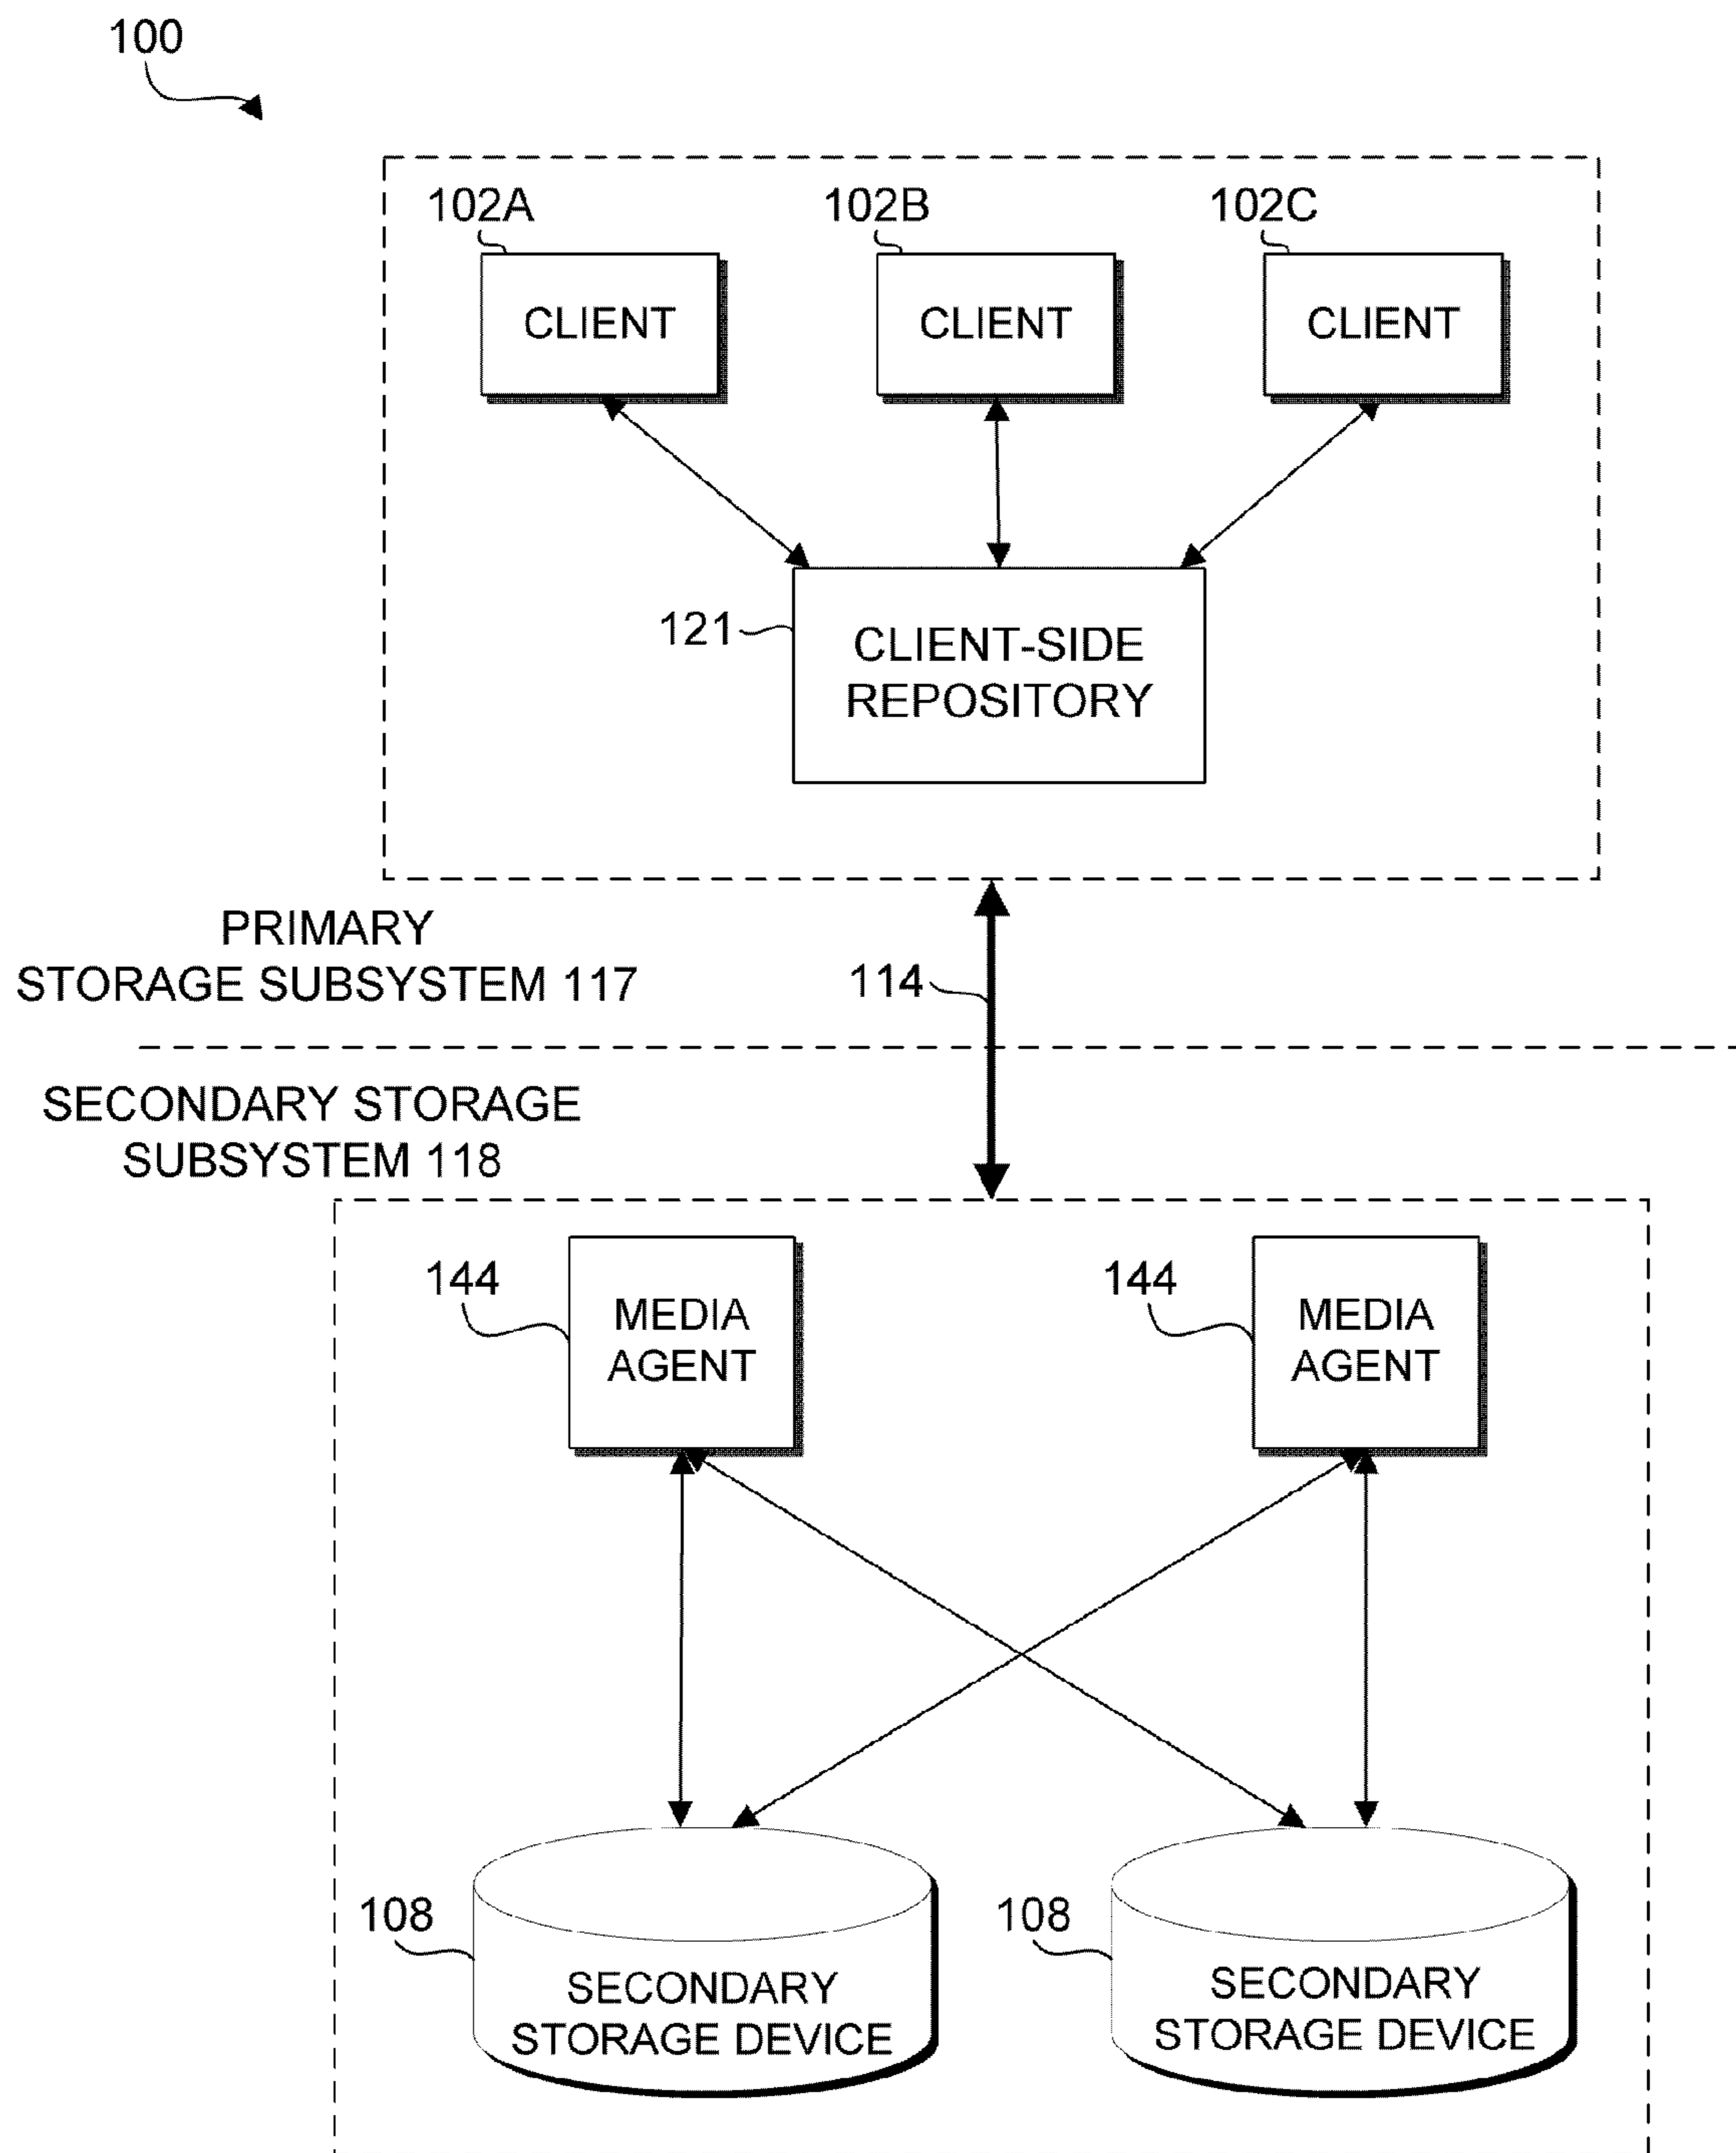 100
102A
102B
102C
CLIENT
CLIENT
CLIENT
121
CLIENT-SIDE
REPOSITORY
PRIMARY
STORAGE SUBSYSTEM 117
114
SECONDARY STORAGE
SUBSYSTEM 118
144
MEDIA
AGENT
144
MEDIA
AGENT
108
SECONDARY
STORAGE DEVICE
108
SECONDARY
STORAGE DEVICE